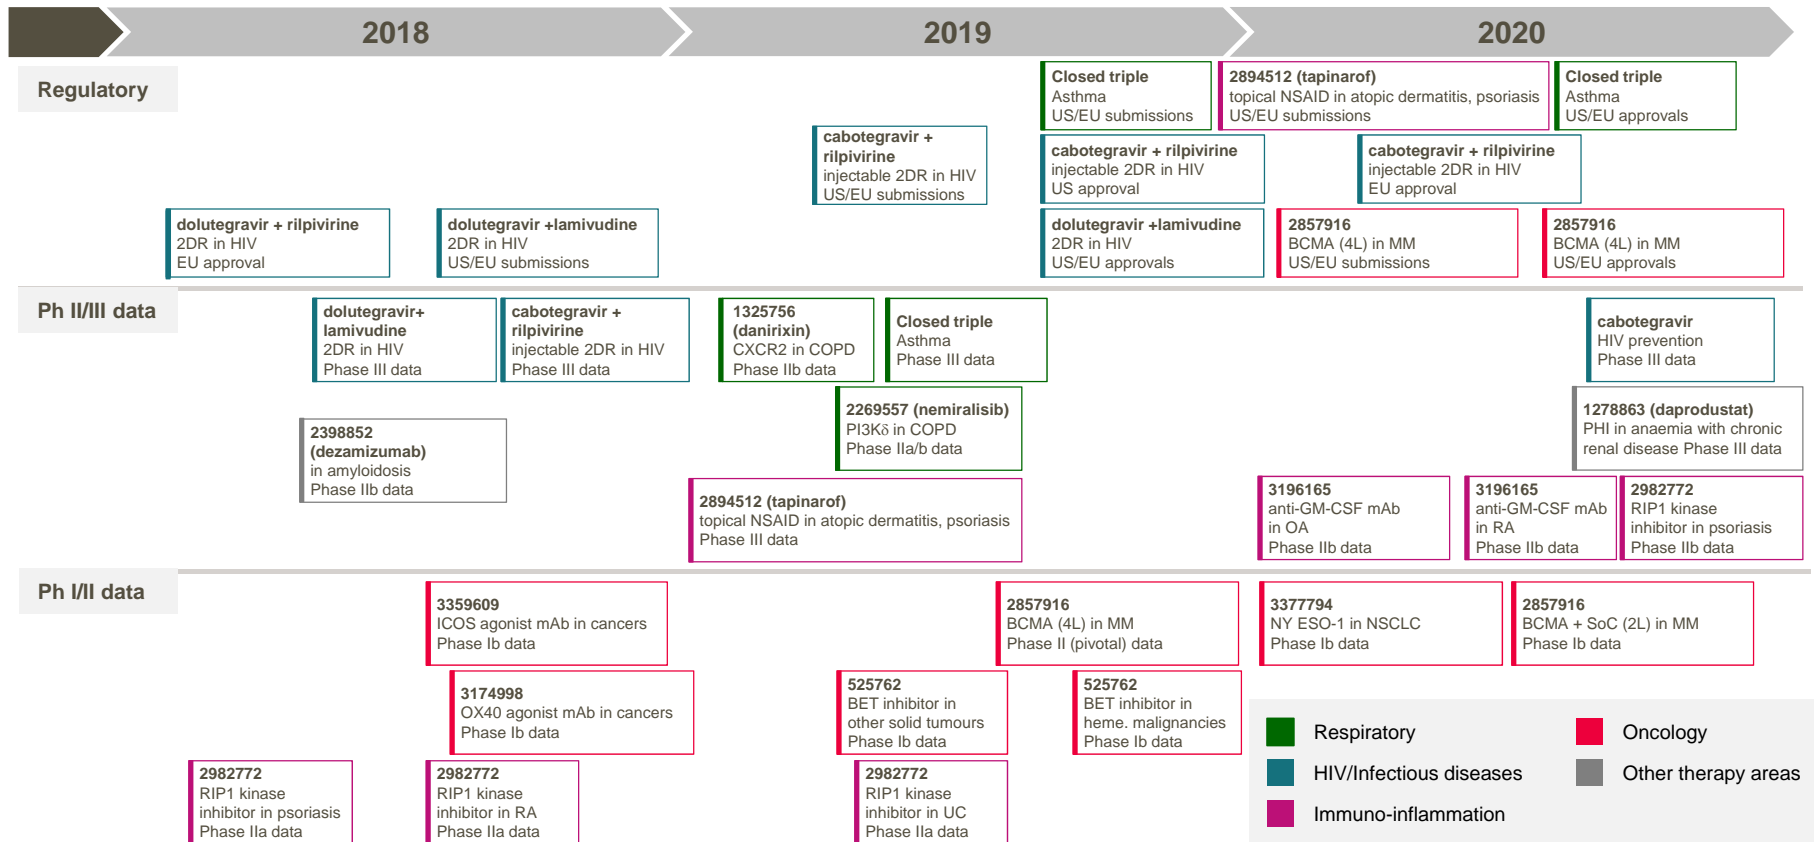 2018
2019
2020
Regulatory
Closed triple
Asthma
US/EU submissions
2894512 (tapinarof)
topical NSAID in atopic dermatitis, psoriasis
US/EU submissions
Closed triple
Asthma
US/EU approvals
cabotegravir +
rilpivirine
injectable 2DR in HIV
US/EU submissions
cabotegravir + rilpivirine
injectable 2DR in HIV
US approval
cabotegravir + rilpivirine
injectable 2DR in HIV
EU approval
dolutegravir + rilpivirine
2DR in HIV
EU approval
dolutegravir +lamivudine
2DR in HIV
US/EU submissions
dolutegravir +lamivudine
2DR in HIV
US/EU approvals
2857916
BCMA (4L) in MM
US/EU submissions
2857916
BCMA (4L) in MM
US/EU approvals
Ph II/III data
dolutegravir+
lamivudine
2DR in HIV
Phase III data
cabotegravir +
rilpivirine
injectable 2DR in HIV
Phase III data
1325756
(danirixin)
CXCR2 in COPD
Phase IIb data
Closed triple
Asthma
Phase III data
cabotegravir
HIV prevention
Phase III data
2269557 (nemiralisib)
PI3Kδ in COPD
Phase IIa/b data
1278863 (daprodustat)
PHI in anaemia with chronic
renal disease Phase III data
2398852
(dezamizumab)
in amyloidosis
Phase IIb data
2894512 (tapinarof)
topical NSAID in atopic dermatitis, psoriasis
Phase III data
3196165
anti-GM-CSF mAb
in OA
Phase IIb data
3196165
anti-GM-CSF mAb
in RA
Phase IIb data
2982772
RIP1 kinase
inhibitor in psoriasis
Phase IIb data
Ph I/II data
3359609
ICOS agonist mAb in cancers
Phase Ib data
2857916
BCMA (4L) in MM
Phase II (pivotal) data
3377794
NY ESO-1 in NSCLC
Phase Ib data
2857916
BCMA + SoC (2L) in MM
Phase Ib data
3174998
OX40 agonist mAb in cancers
Phase Ib data
525762
BET inhibitor in
other solid tumours
Phase Ib data
525762
BET inhibitor in
heme. malignancies
Phase Ib data
2982772
RIP1 kinase
inhibitor in psoriasis
Phase IIa data
2982772
RIP1 kinase
inhibitor in RA
Phase IIa data
2982772
RIP1 kinase
inhibitor in UC
Phase IIa data
Respiratory
Oncology
HIV/Infectious diseases
Other therapy areas
Immuno-inflammation